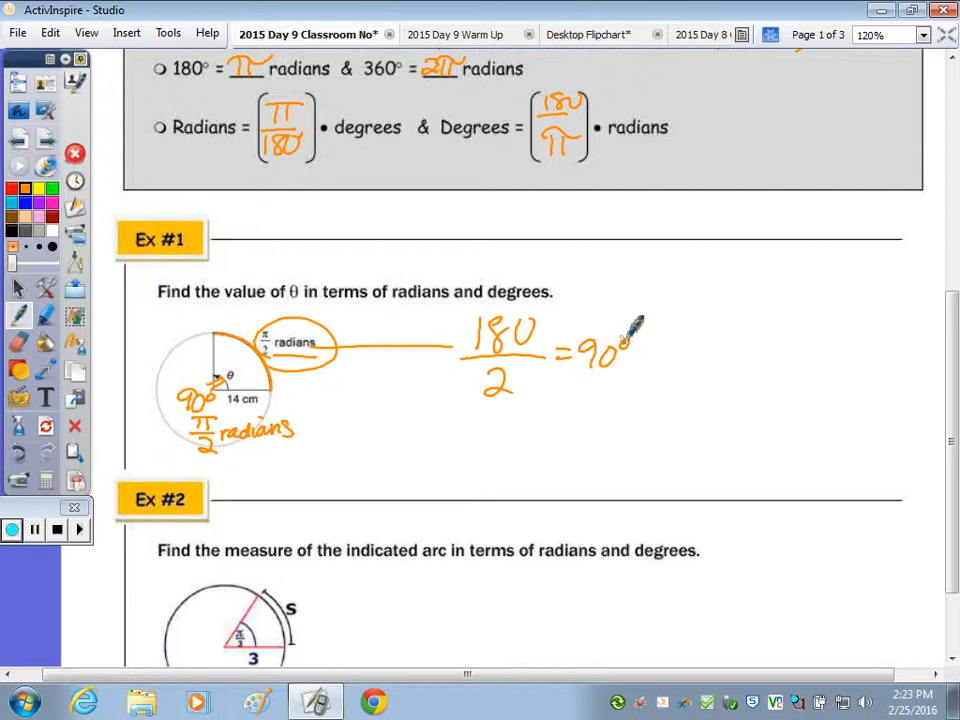 ActivInspire - Studio
File Edit View Insert Tools Help 2015 Day 9 Classroom No* 2015 Day 9 Warm Up Desktop Flipchart* 2015 Day 8 Page 1 of 3 120%
180° = π radians & 360° = 2π radians
Radians = (π/180) • degrees & Degrees = (180/π) • radians
Ex #1
Find the value of θ in terms of radians and degrees.
π/2 radians
180/2 = 90°
θ
90°
14 cm
π/2 radians
Ex #2
Find the measure of the indicated arc in terms of radians and degrees.
S
π/3
3
2:23 PM
2/25/2016